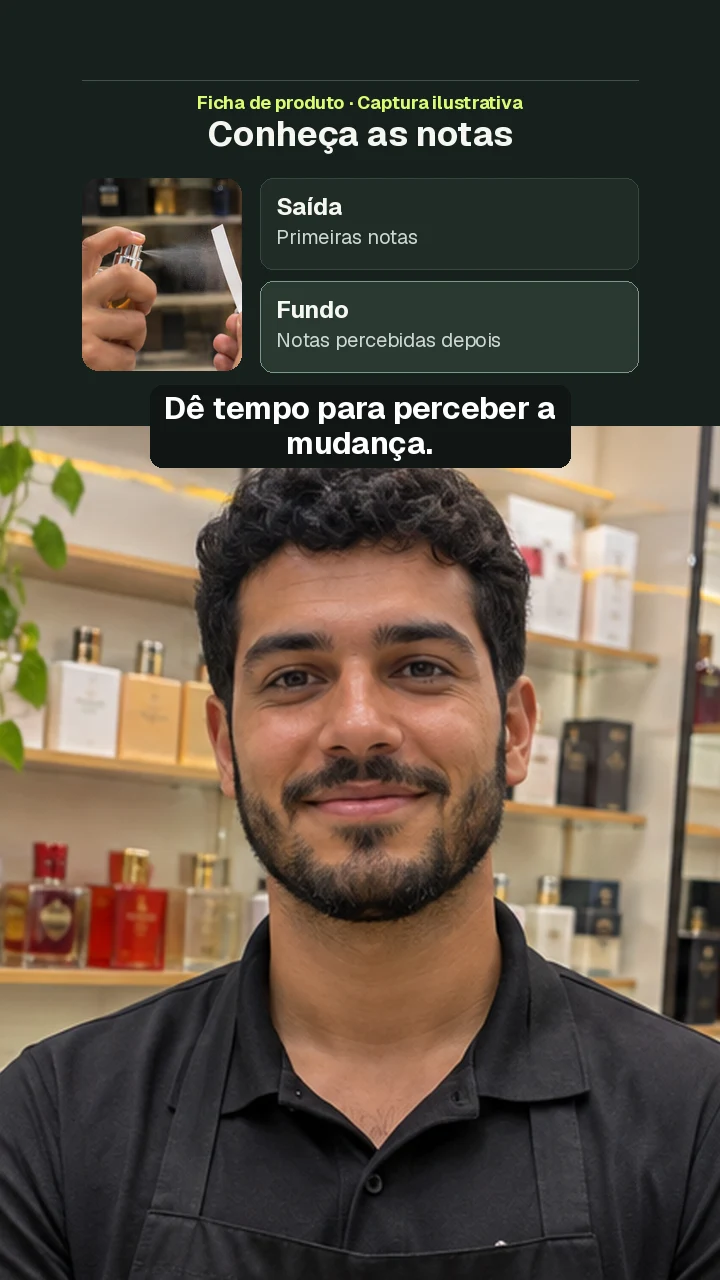 Ficha de produto · Captura ilustrativa
Conheça as notas
Saída
Primeiras notas
Fundo
Notas percebidas depois
Dê tempo para perceber a
mudança.